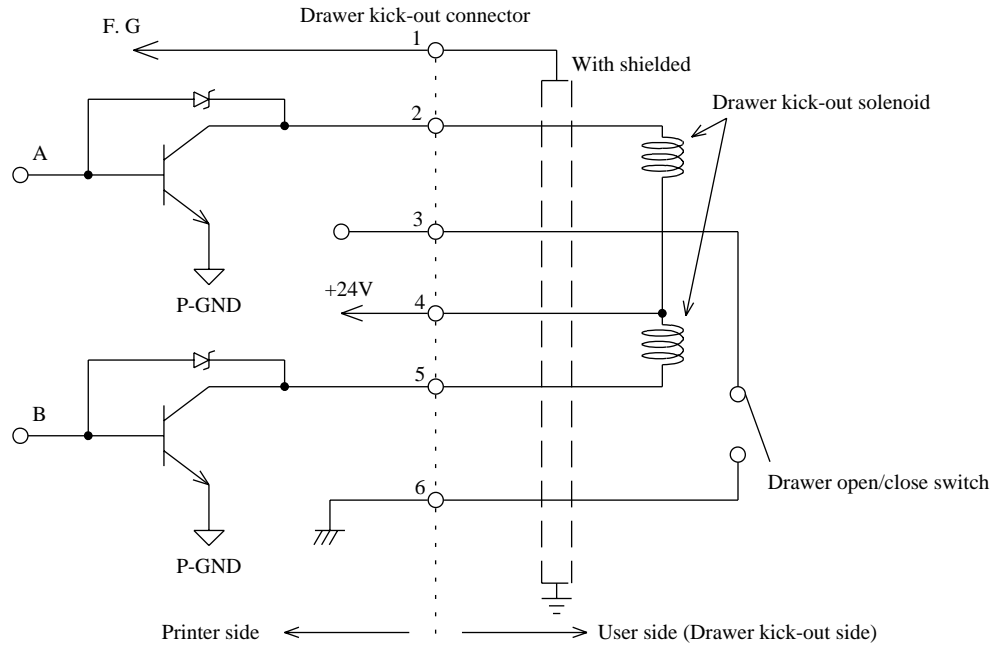 Drawer kick-out connector
F. G
1
With shielded
2
Drawer kick-out solenoid
A
3
P-GND
+24V
4
5
B
6
Drawer open/close switch
P-GND
Printer side
User side (Drawer kick-out side)